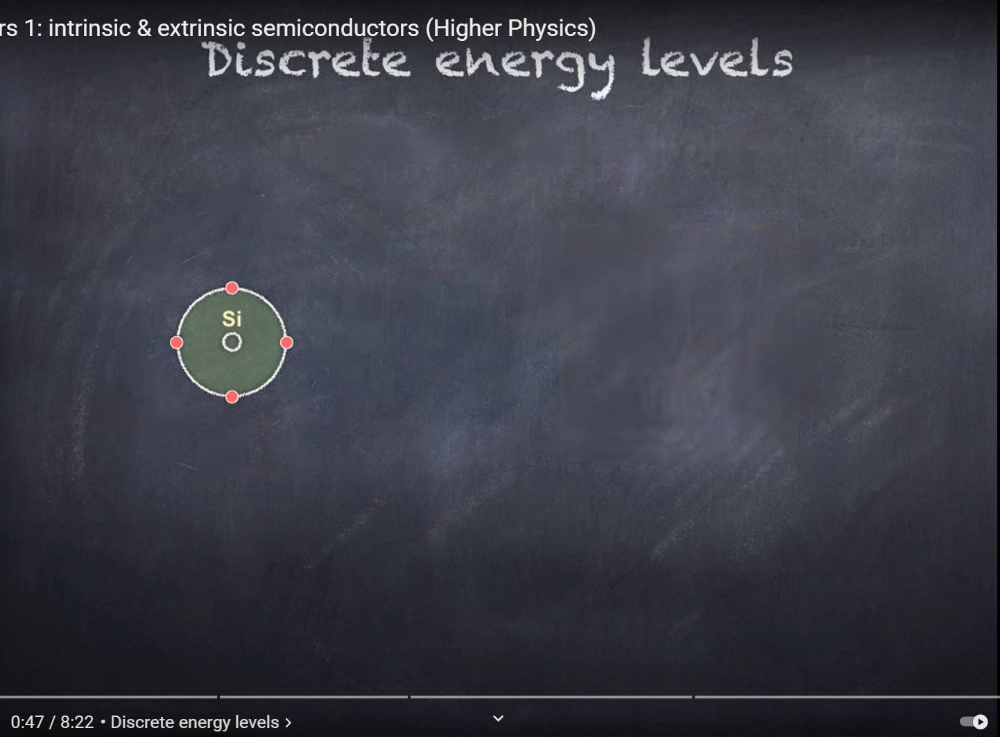 rs 1: intrinsic & extrinsic semiconductors (Higher Physics)
Discrete energy levels
Si
0:47 / 8:22 • Discrete energy levels >